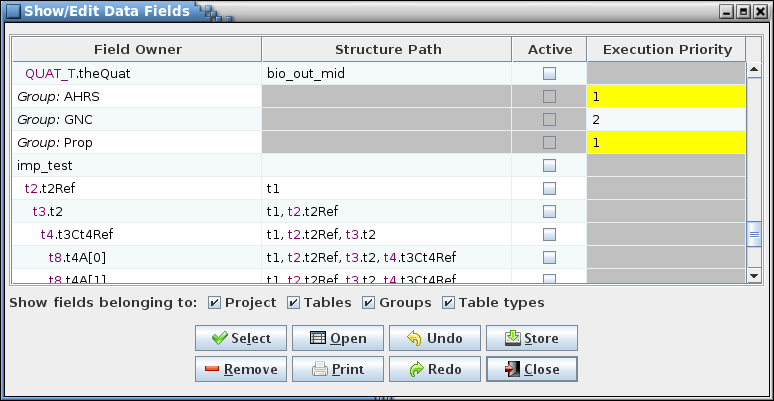 Show/Edit Data Fields
Field Owner Structure Path Active Execution Priority
QUAT_T.theQuat bio_out_mid
Group: AHRS 1
Group: GNC 2
Group: Prop 1
imp_test
t2.t2Ref t1
t3.t2 t1, t2.t2Ref
t4.t3Ct4Ref t1, t2.t2Ref, t3.t2
t8.t4A[0] t1, t2.t2Ref, t3.t2, t4.t3Ct4Ref
t8.t4A[1] t1, t2.t2Ref, t3.t2, t4.t3Ct4Ref
Show fields belonging to: Project Tables Groups Table types
Select Open Undo Store
Remove Print Redo Close